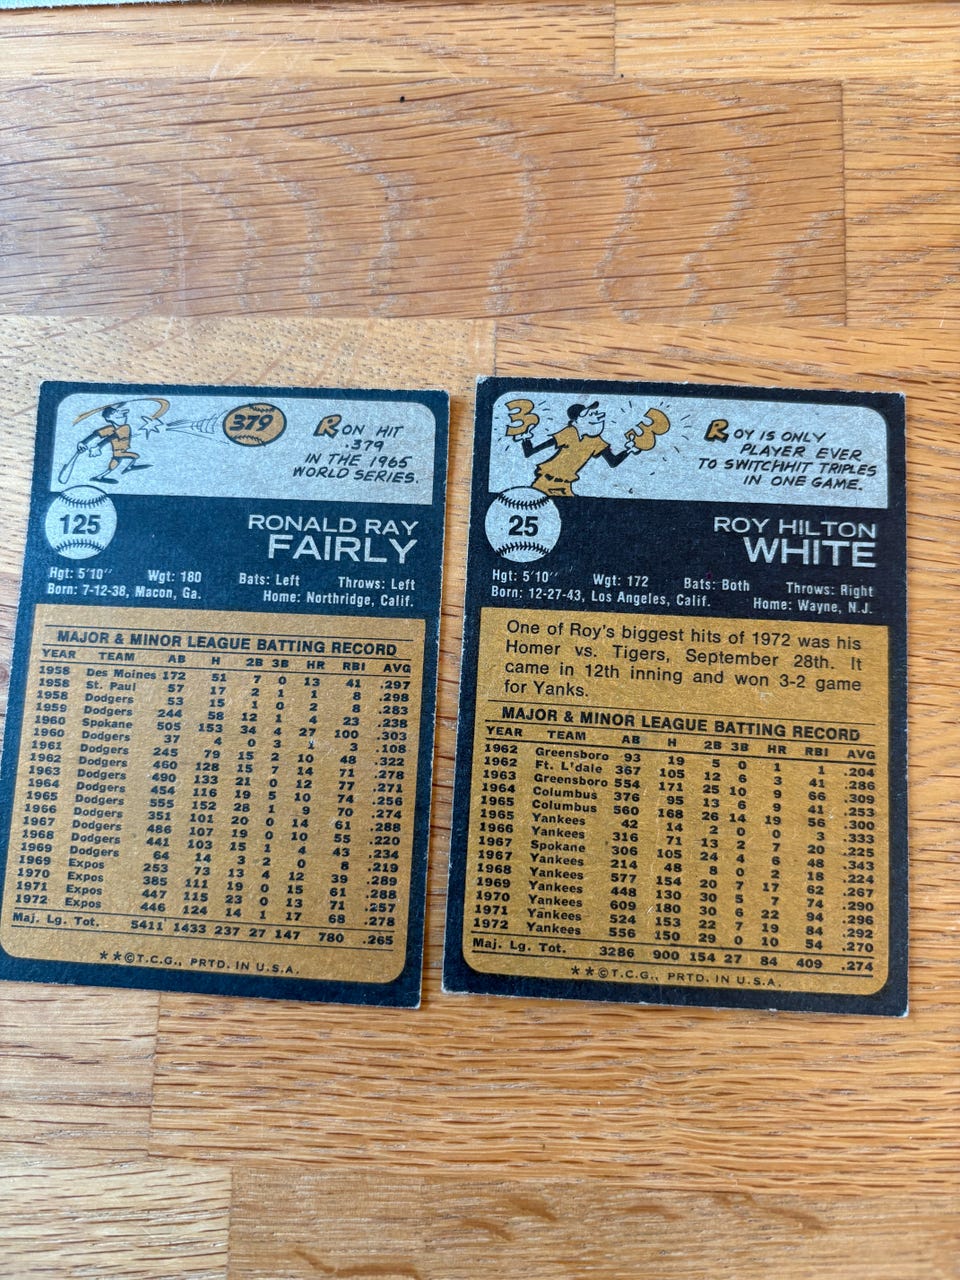 379
RON HIT
.379
IN THE 1965
WORLD SERIES.
125
RONALD RAY
FAIRLY
Hgt: 5'10" Wgt: 180 Bats: Left Throws: Left
Born: 7-12-38, Macon, Ga. Home: Northridge, Calif.
MAJOR & MINOR LEAGUE BATTING RECORD
YEAR TEAM AB H 2B 3B HR RBI AVG
1958 Des Moines 172 51 7 0 13 41 .297
1958 St. Paul 57 17 2 1 1 8 .298
1958 Dodgers 53 15 1 0 2 8 .283
1959 Dodgers 244 58 12 1 4 23 .238
1960 Spokane 505 153 34 4 27 100 .303
1960 Dodgers 37 4 0 3 1 3 .108
1961 Dodgers 245 79 15 2 10 48 .322
1962 Dodgers 460 128 15 7 14 71 .278
1963 Dodgers 490 133 21 0 12 77 .271
1964 Dodgers 454 116 19 5 10 74 .256
1965 Dodgers 555 152 28 1 9 70 .274
1966 Dodgers 351 101 20 0 14 61 .288
1967 Dodgers 486 107 19 0 10 55 .220
1968 Dodgers 441 103 15 1 4 43 .234
1969 Dodgers 64 14 3 2 0 8 .219
1969 Expos 253 73 13 4 12 39 .289
1970 Expos 385 111 19 0 15 61 .288
1971 Expos 447 115 23 0 13 71 .257
1972 Expos 446 124 14 1 17 68 .278
Maj. Lg. Tot. 5411 1433 237 27 147 780 .265
**©T.C.G., PRTD. IN U.S.A.
3 3
ROY IS ONLY
PLAYER EVER
TO SWITCHHIT TRIPLES
IN ONE GAME.
25
ROY HILTON
WHITE
Hgt: 5'10" Wgt: 172 Bats: Both Throws: Right
Born: 12-27-43, Los Angeles, Calif. Home: Wayne, N.J.
One of Roy's biggest hits of 1972 was his
Homer vs. Tigers, September 28th. It
came in 12th inning and won 3-2 game
for Yanks.
MAJOR & MINOR LEAGUE BATTING RECORD
YEAR TEAM AB H 2B 3B HR RBI AVG
1962 Greensboro 93 19 5 0 1 1 .204
1962 Ft. L'dale 367 105 12 6 3 41 .286
1963 Greensboro 554 171 25 10 9 66 .309
1964 Columbus 376 95 13 6 9 41 .253
1965 Columbus 560 168 26 14 19 56 .300
1965 Yankees 42 14 2 0 0 3 .333
1966 Yankees 316 71 13 2 7 20 .225
1967 Spokane 306 105 24 4 6 48 .343
1967 Yankees 214 48 8 0 2 18 .224
1968 Yankees 577 154 20 7 17 62 .267
1969 Yankees 448 130 30 5 7 74 .290
1970 Yankees 609 180 30 6 22 94 .296
1971 Yankees 524 153 22 7 19 84 .292
1972 Yankees 556 150 29 0 10 54 .270
Maj. Lg. Tot. 3286 900 154 27 84 409 .274
**©T.C.G., PRTD. IN U.S.A.